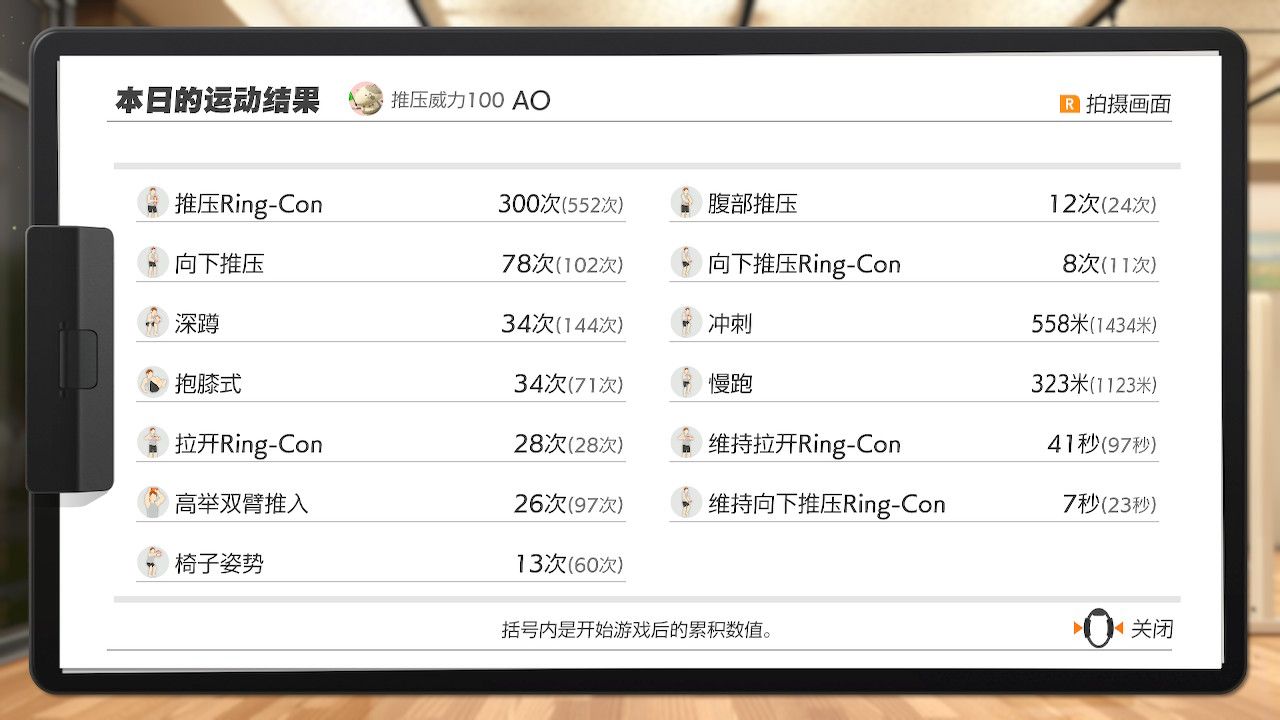 本日的运动结果 推压威力100 AO
R 拍摄画面
推压Ring-Con 300次(552次)
向下推压 78次(102次)
深蹲 34次(144次)
抱膝式 34次(71次)
拉开Ring-Con 28次(28次)
高举双臂推入 26次(97次)
椅子姿势 13次(60次)
腹部推压 12次(24次)
向下推压Ring-Con 8次(11次)
冲刺 558米(1434米)
慢跑 323米(1123米)
维持拉开Ring-Con 41秒(97秒)
维持向下推压Ring-Con 7秒(23秒)
括号内是开始游戏后的累积数值。
关闭